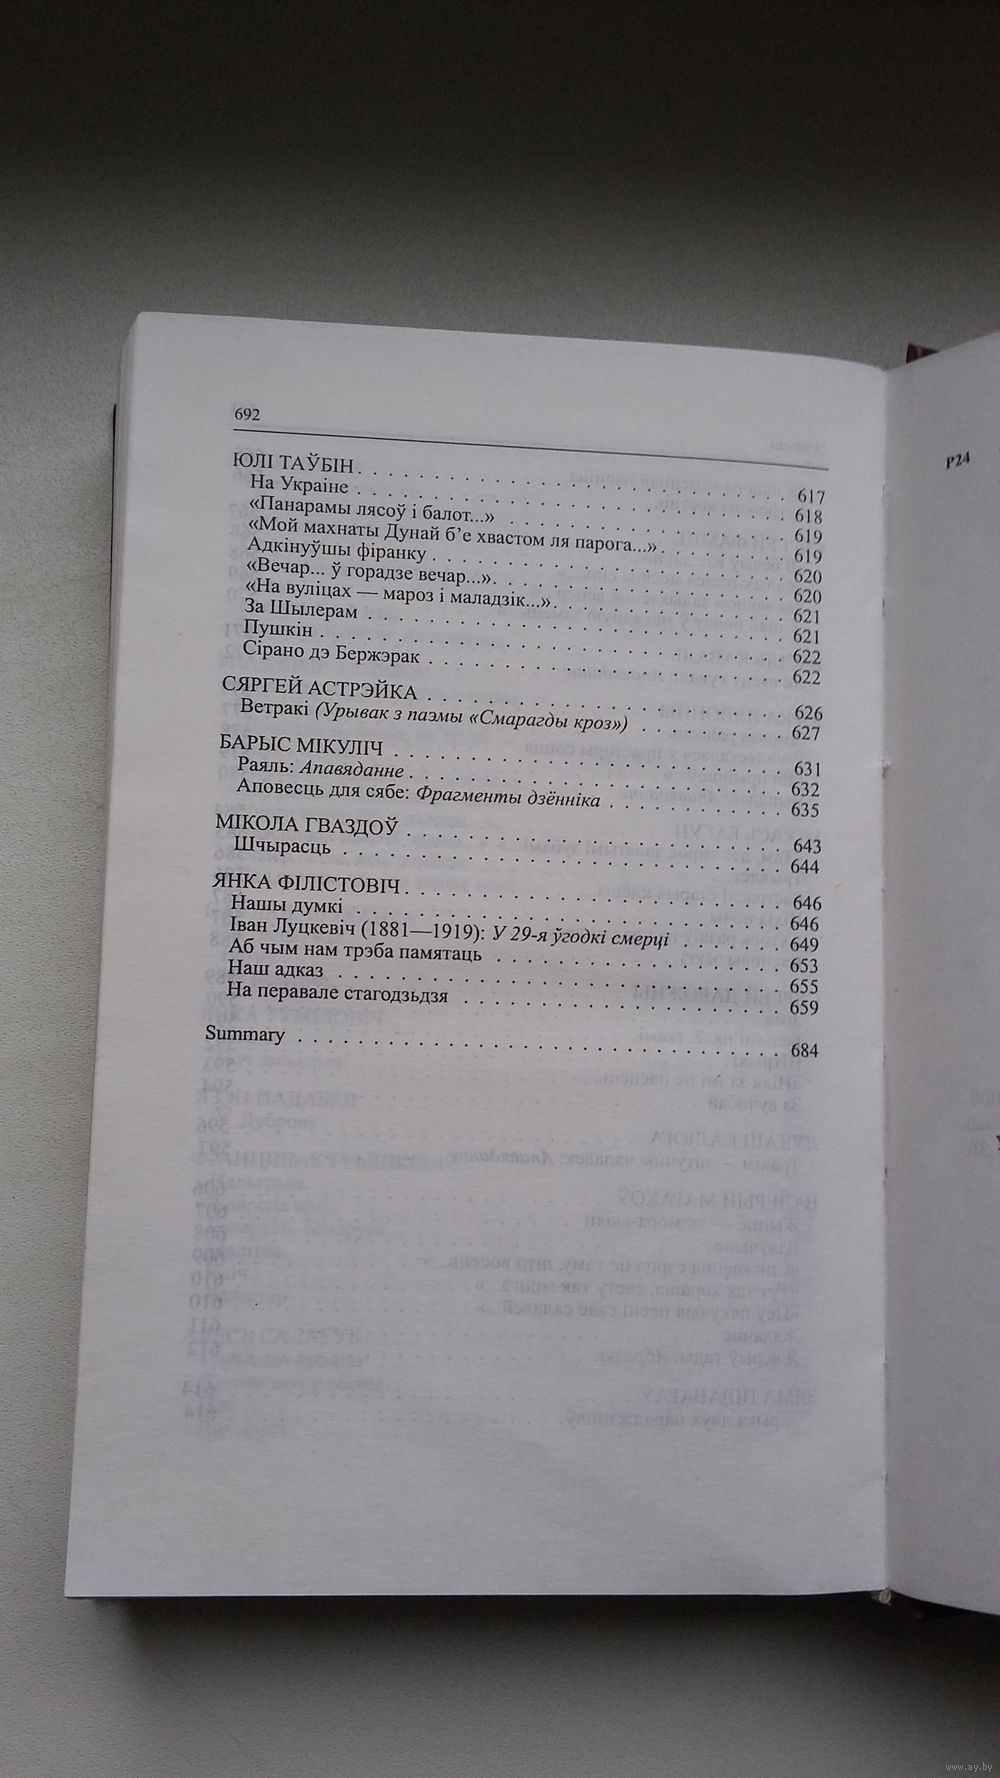 692
ЮЛІ ТАЎБІН . . . . . . . . . . . . . . . . . . . . . . . . . . . . 617
На Украіне . . . . . . . . . . . . . . . . . . . . . . . . . . . . 618
«Панарамы лясоў і балот...» . . . . . . . . . . . . . . . . . . 619
«Мой махнаты Дунай б’е хвастом ля парога...» . . . . . . . . 619
Адкінуўшы фіранку . . . . . . . . . . . . . . . . . . . . . . . 620
«Вечар... ў горадзе вечар...» . . . . . . . . . . . . . . . . . . . 620
«На вуліцах — мароз і маладзік...» . . . . . . . . . . . . . . . 621
За Шылерам . . . . . . . . . . . . . . . . . . . . . . . . . . . 621
Пушкін . . . . . . . . . . . . . . . . . . . . . . . . . . . . . . 622
Сірано дэ Бержэрак . . . . . . . . . . . . . . . . . . . . . . . 622
СЯРГЕЙ АСТРЭЙКА . . . . . . . . . . . . . . . . . . . . . . . 626
Ветракі (Урывак з паэмы «Смарагды кроз») . . . . . . . . . 627
БАРЫС МІКУЛІЧ . . . . . . . . . . . . . . . . . . . . . . . . . 631
Раяль: Апавяданне . . . . . . . . . . . . . . . . . . . . . . . . 632
Аповесць для сябе: Фрагменты дзённіка . . . . . . . . . . . 635
МІКОЛА ГВАЗДОЎ . . . . . . . . . . . . . . . . . . . . . . . . 643
Шчырасць . . . . . . . . . . . . . . . . . . . . . . . . . . . . . 644
ЯНКА ФІЛІСТОВІЧ . . . . . . . . . . . . . . . . . . . . . . . . 646
Нашы думкі . . . . . . . . . . . . . . . . . . . . . . . . . . . . 646
Іван Луцкевіч (1881—1919): У 29-я ўгодкі смерці . . . . . . . 649
Аб чым нам трэба памятаць . . . . . . . . . . . . . . . . . . 653
Наш адказ . . . . . . . . . . . . . . . . . . . . . . . . . . . . . 655
На перавале стагодзьдзя . . . . . . . . . . . . . . . . . . . . 659
Summary . . . . . . . . . . . . . . . . . . . . . . . . . . . . . . 684
Р24
www.ay.by